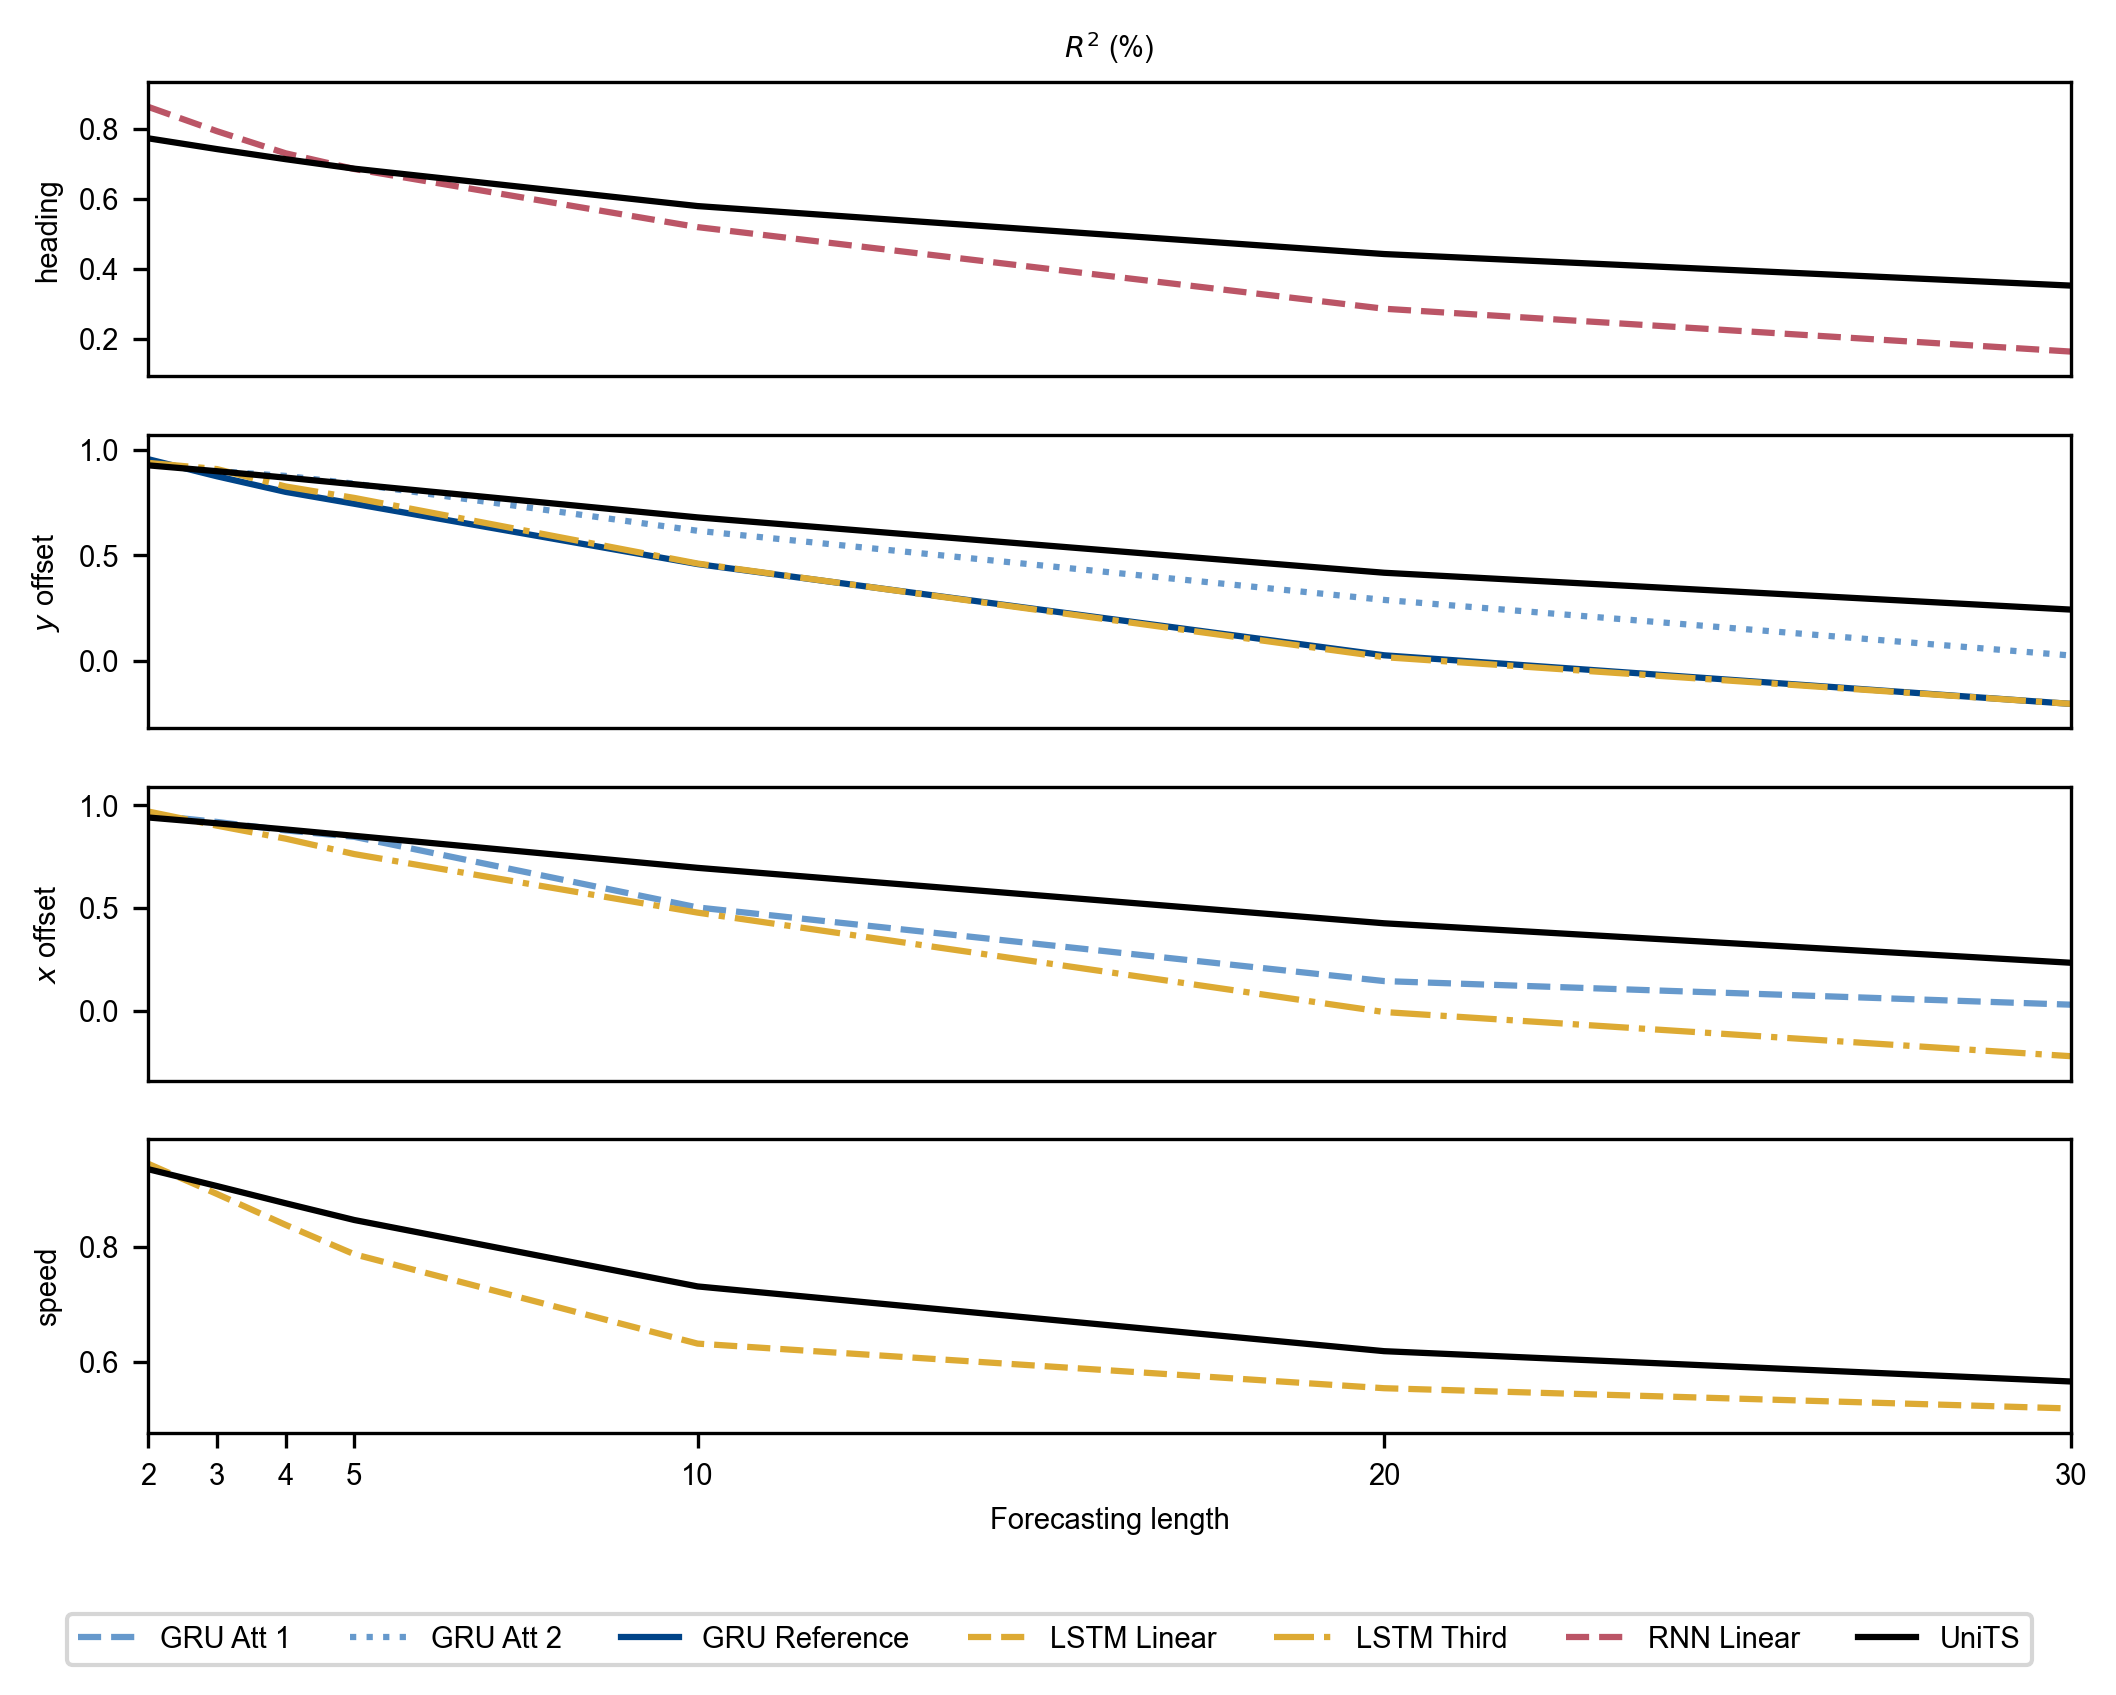 R² (%)
heading
0.8
0.6
0.4
0.2
y offset
1.0
0.5
0.0
x offset
1.0
0.5
0.0
speed
0.8
0.6
2 3 4 5 10 20 30
Forecasting length
GRU Att 1 GRU Att 2 GRU Reference LSTM Linear LSTM Third RNN Linear UniTS